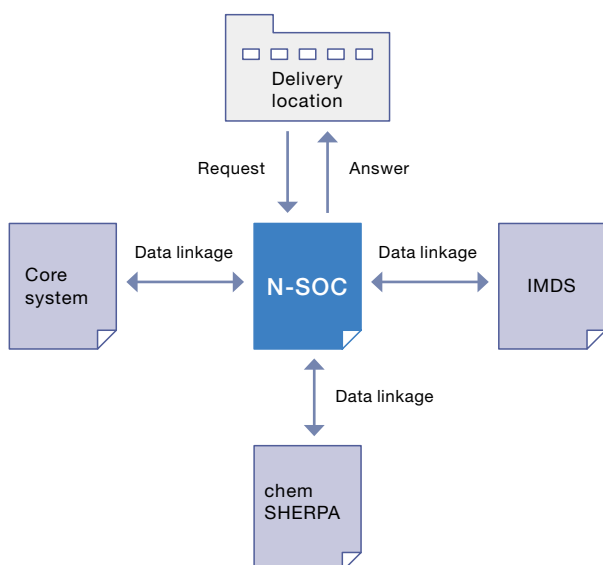 Delivery
location
Request
Answer
Core
system
Data linkage
N-SOC
Data linkage
IMDS
Data linkage
chem
SHERPA